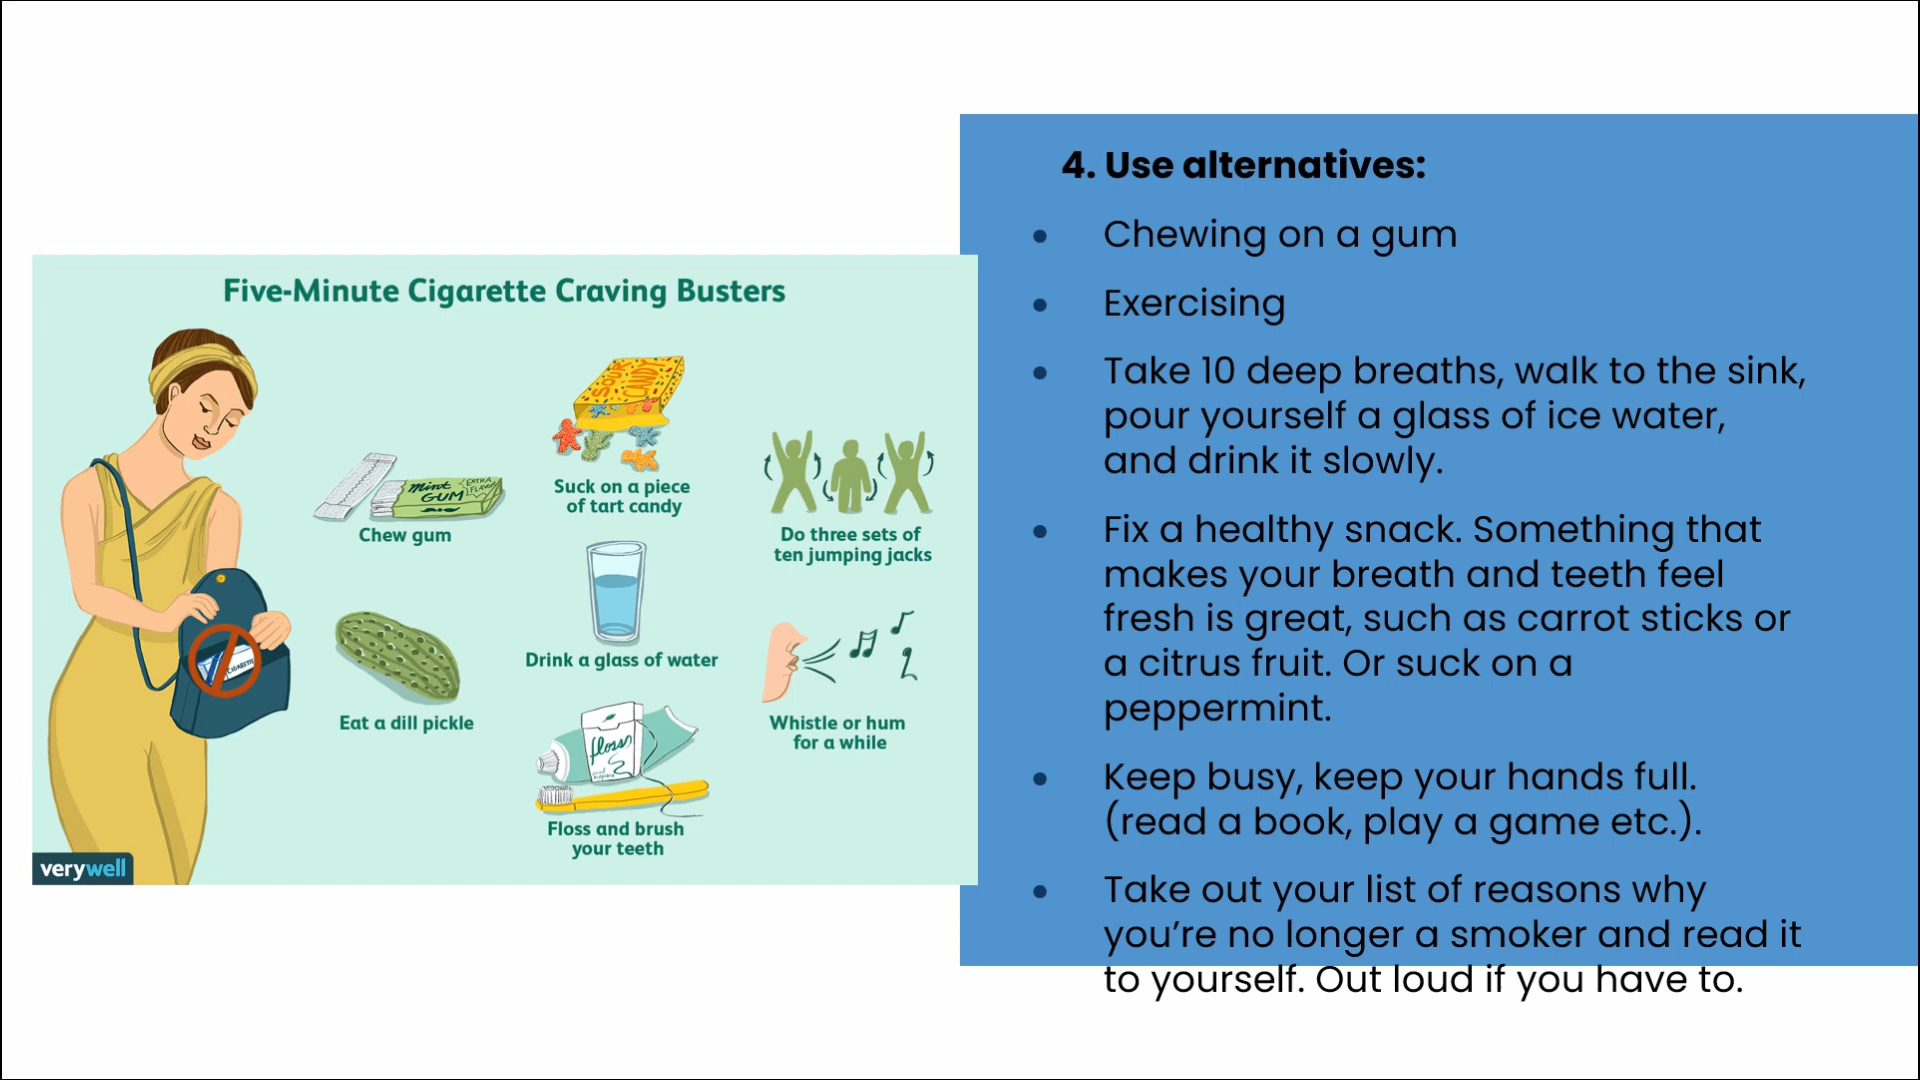 Five-Minute Cigarette Craving Busters
SOUR
CANDY
mint
GUM
EXTRA
FLAVOR
Chew gum
Suck on a piece
of tart candy
Do three sets of
ten jumping jacks
Drink a glass of water
Eat a dill pickle
Whistle or hum
for a while
floss
Floss and brush
your teeth
verywell
4. Use alternatives:
• Chewing on a gum
• Exercising
• Take 10 deep breaths, walk to the sink,
pour yourself a glass of ice water,
and drink it slowly.
• Fix a healthy snack. Something that
makes your breath and teeth feel
fresh is great, such as carrot sticks or
a citrus fruit. Or suck on a
peppermint.
• Keep busy, keep your hands full.
(read a book, play a game etc.).
• Take out your list of reasons why
you’re no longer a smoker and read it
to yourself. Out loud if you have to.